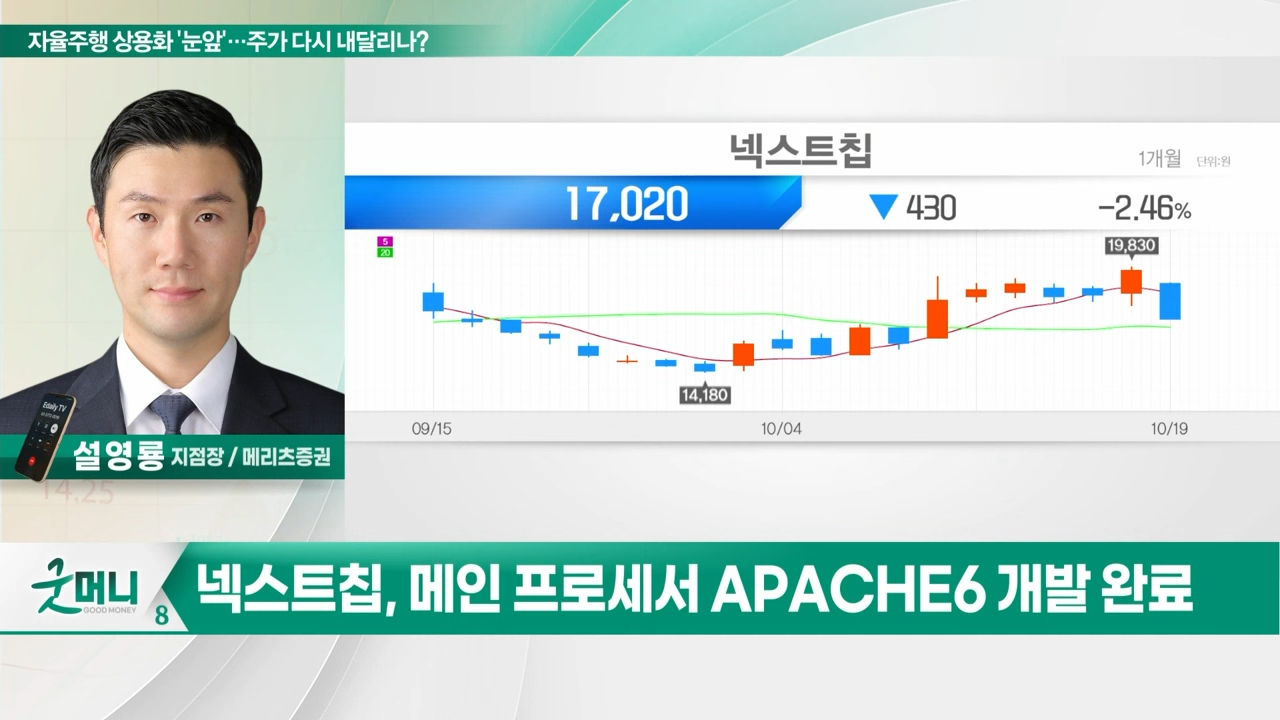 자율주행 상용화 '눈앞'…주가 다시 내달리나?
넥스트칩
1개월 단위:원
17,020 ▼ 430 -2.46%
5
20
19,830
14,180
09/15 10/04 10/19
Edaily TV
설영룡 지점장 / 메리츠증권
14.25
굿머니
GOOD MONEY
8
넥스트칩, 메인 프로세서 APACHE6 개발 완료